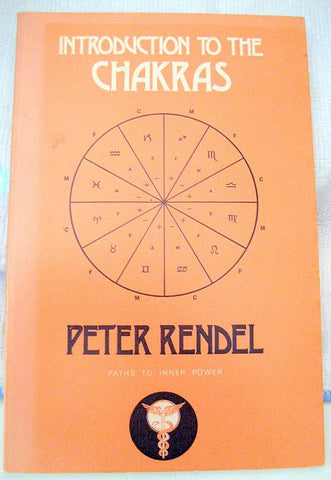 INTRODUCTION TO THE
CHAKRAS
C M
F F
♒ ♐ ♐ ♏
M C
♓ ♎
♈ ♍
♉ ♊ ♋ ♌
PETER RENDEL
PATHS TO INNER POWER